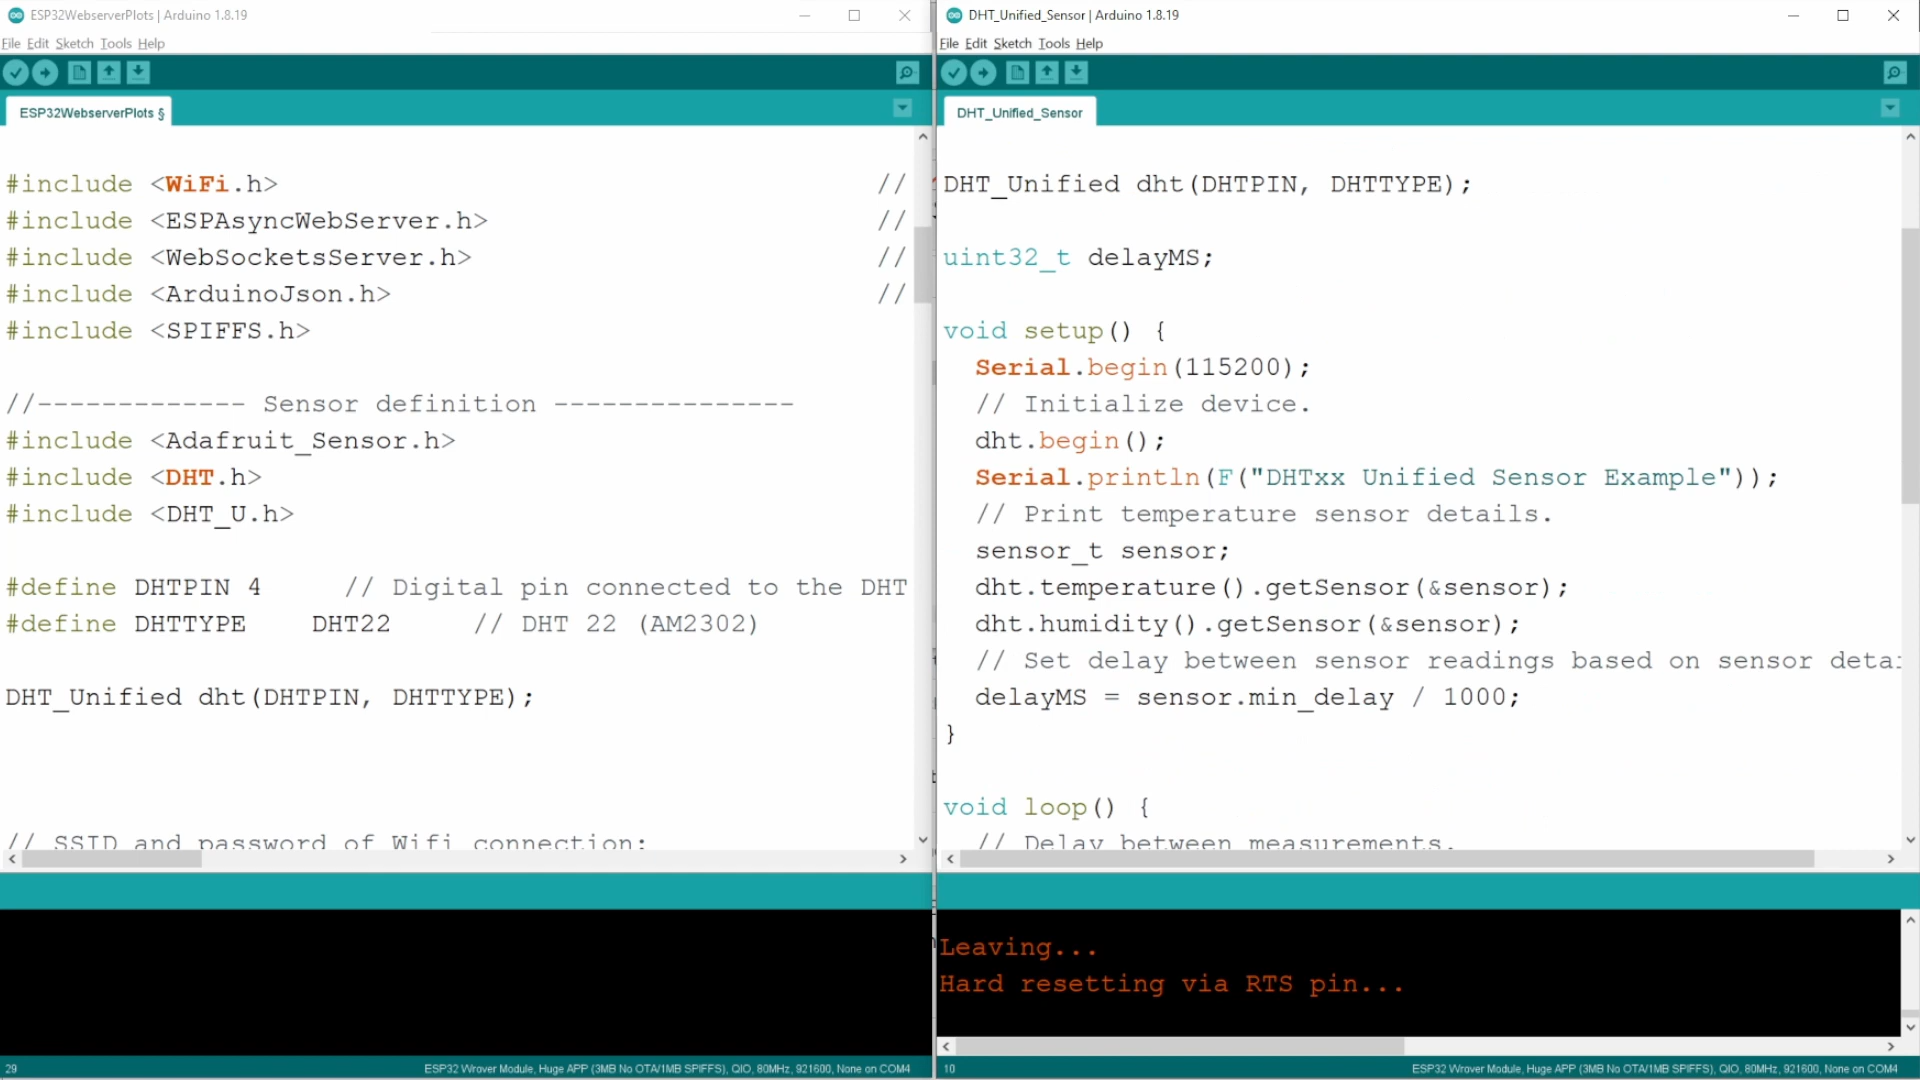 ESP32WebserverPlots | Arduino 1.8.19
File Edit Sketch Tools Help
ESP32WebserverPlots §
#include <WiFi.h> //
#include <ESPAsyncWebServer.h> //
#include <WebSocketsServer.h> //
#include <ArduinoJson.h> //
#include <SPIFFS.h>
//------------- Sensor definition ---------------
#include <Adafruit_Sensor.h>
#include <DHT.h>
#include <DHT_U.h>
#define DHTPIN 4 // Digital pin connected to the DHT
#define DHTTYPE DHT22 // DHT 22 (AM2302)
DHT_Unified dht(DHTPIN, DHTTYPE);
// SSID and password of Wifi connection:
29
ESP32 Wrover Module, Huge APP (3MB No OTA/1MB SPIFFS), QIO, 80MHz, 921600, None on COM4
DHT_Unified_Sensor | Arduino 1.8.19
File Edit Sketch Tools Help
DHT_Unified_Sensor
DHT_Unified dht(DHTPIN, DHTTYPE);
uint32_t delayMS;
void setup() {
Serial.begin(115200);
// Initialize device.
dht.begin();
Serial.println(F("DHTxx Unified Sensor Example"));
// Print temperature sensor details.
sensor_t sensor;
dht.temperature().getSensor(&sensor);
dht.humidity().getSensor(&sensor);
// Set delay between sensor readings based on sensor detai
delayMS = sensor.min_delay / 1000;
}
void loop() {
// Delay between measurements.
Leaving...
Hard resetting via RTS pin...
10
ESP32 Wrover Module, Huge APP (3MB No OTA/1MB SPIFFS), QIO, 80MHz, 921600, None on COM4